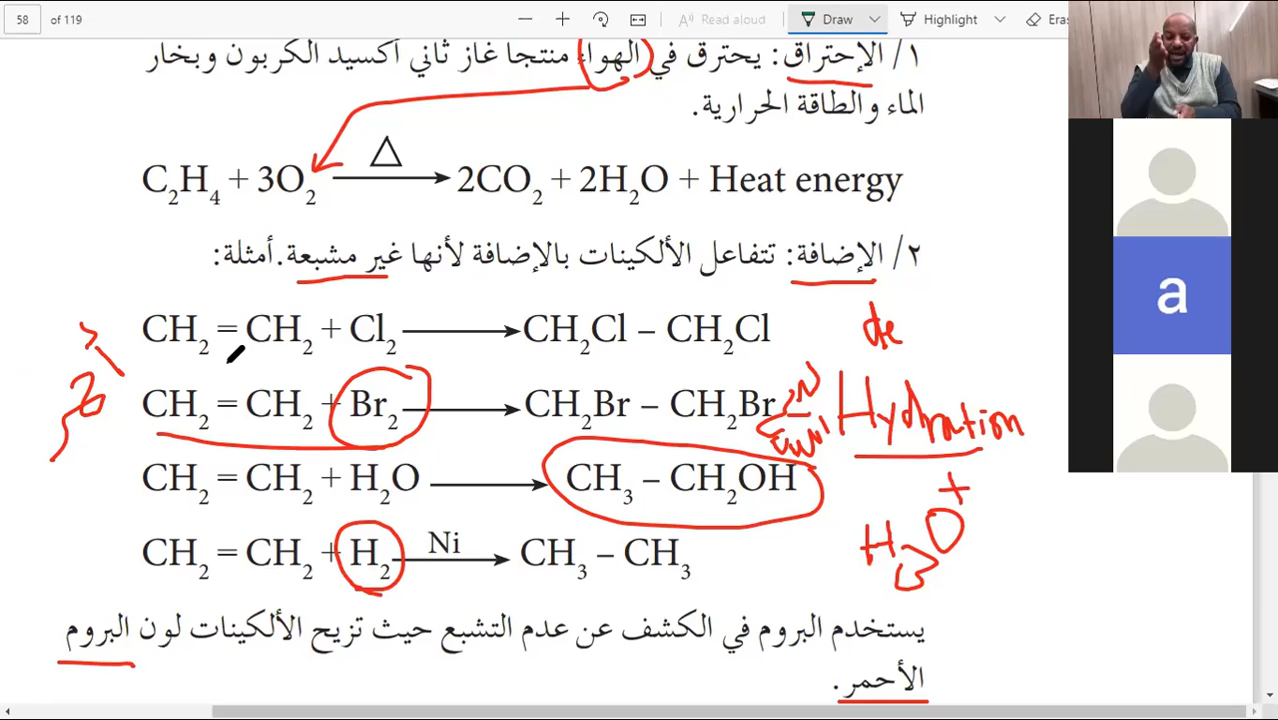 58 of 119
Read aloud
Draw
Highlight
Eras
١/ الإحتراق: يحترق في الهواء منتجا غاز ثاني أكسيد الكربون وبخار
الماء والطاقة الحرارية.
C₂H₄ + 3O₂ △ 2CO₂ + 2H₂O + Heat energy
٢/ الإضافة: تتفاعل الألكينات بالإضافة لأنها غير مشبعة. أمثلة:
CH₂ = CH₂ + Cl₂ ⟶ CH₂Cl – CH₂Cl
de
CH₂ = CH₂ + Br₂ ⟶ CH₂Br – CH₂Br
Hydration
CH₂ = CH₂ + H₂O ⟶ CH₃ – CH₂OH
H₃O⁺
CH₂ = CH₂ + H₂ Ni ⟶ CH₃ – CH₃
يستخدم البروم في الكشف عن عدم التشبع حيث تزيح الألكينات لون البروم
الأحمر.
a